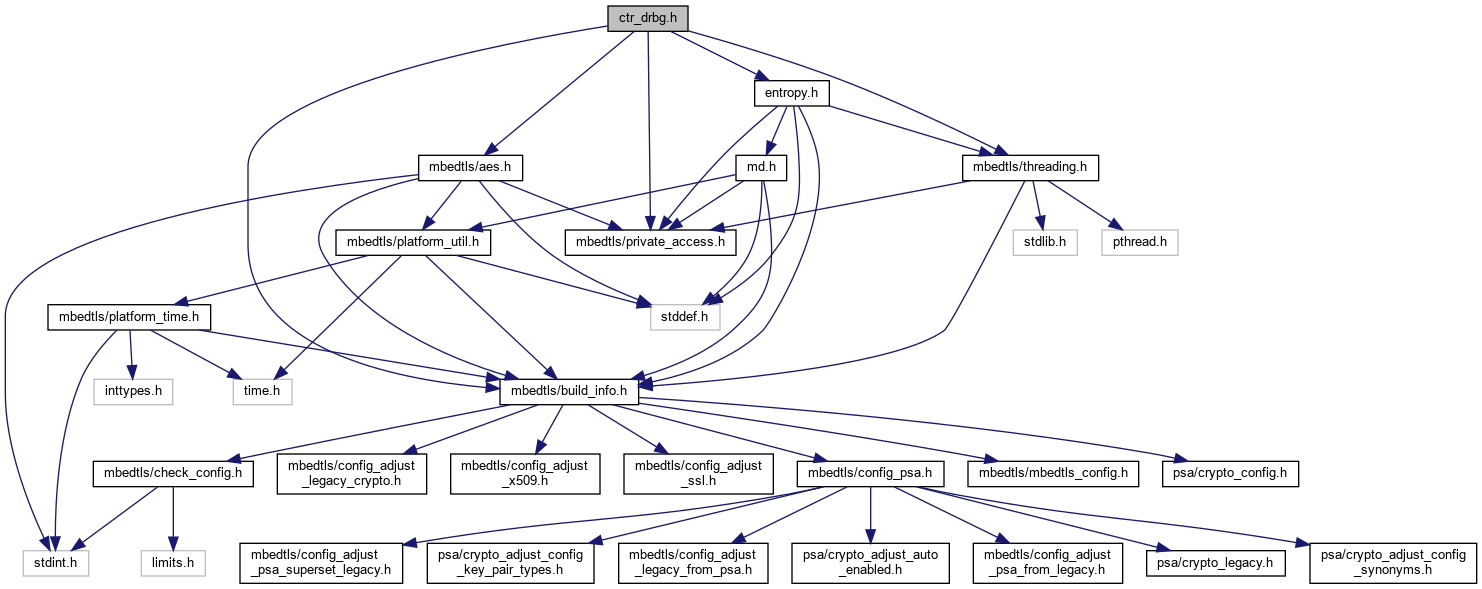 ctr_drbg.h
entropy.h
mbedtls/aes.h
md.h
mbedtls/threading.h
mbedtls/platform_util.h
mbedtls/private_access.h
stdlib.h
pthread.h
mbedtls/platform_time.h
stddef.h
inttypes.h
time.h
mbedtls/build_info.h
mbedtls/check_config.h
mbedtls/config_adjust
_legacy_crypto.h
mbedtls/config_adjust
_x509.h
mbedtls/config_adjust
_ssl.h
mbedtls/config_psa.h
mbedtls/mbedtls_config.h
psa/crypto_config.h
stdint.h
limits.h
mbedtls/config_adjust
_psa_superset_legacy.h
psa/crypto_adjust_config
_key_pair_types.h
mbedtls/config_adjust
_legacy_from_psa.h
psa/crypto_adjust_auto
_enabled.h
mbedtls/config_adjust
_psa_from_legacy.h
psa/crypto_legacy.h
psa/crypto_adjust_config
_synonyms.h